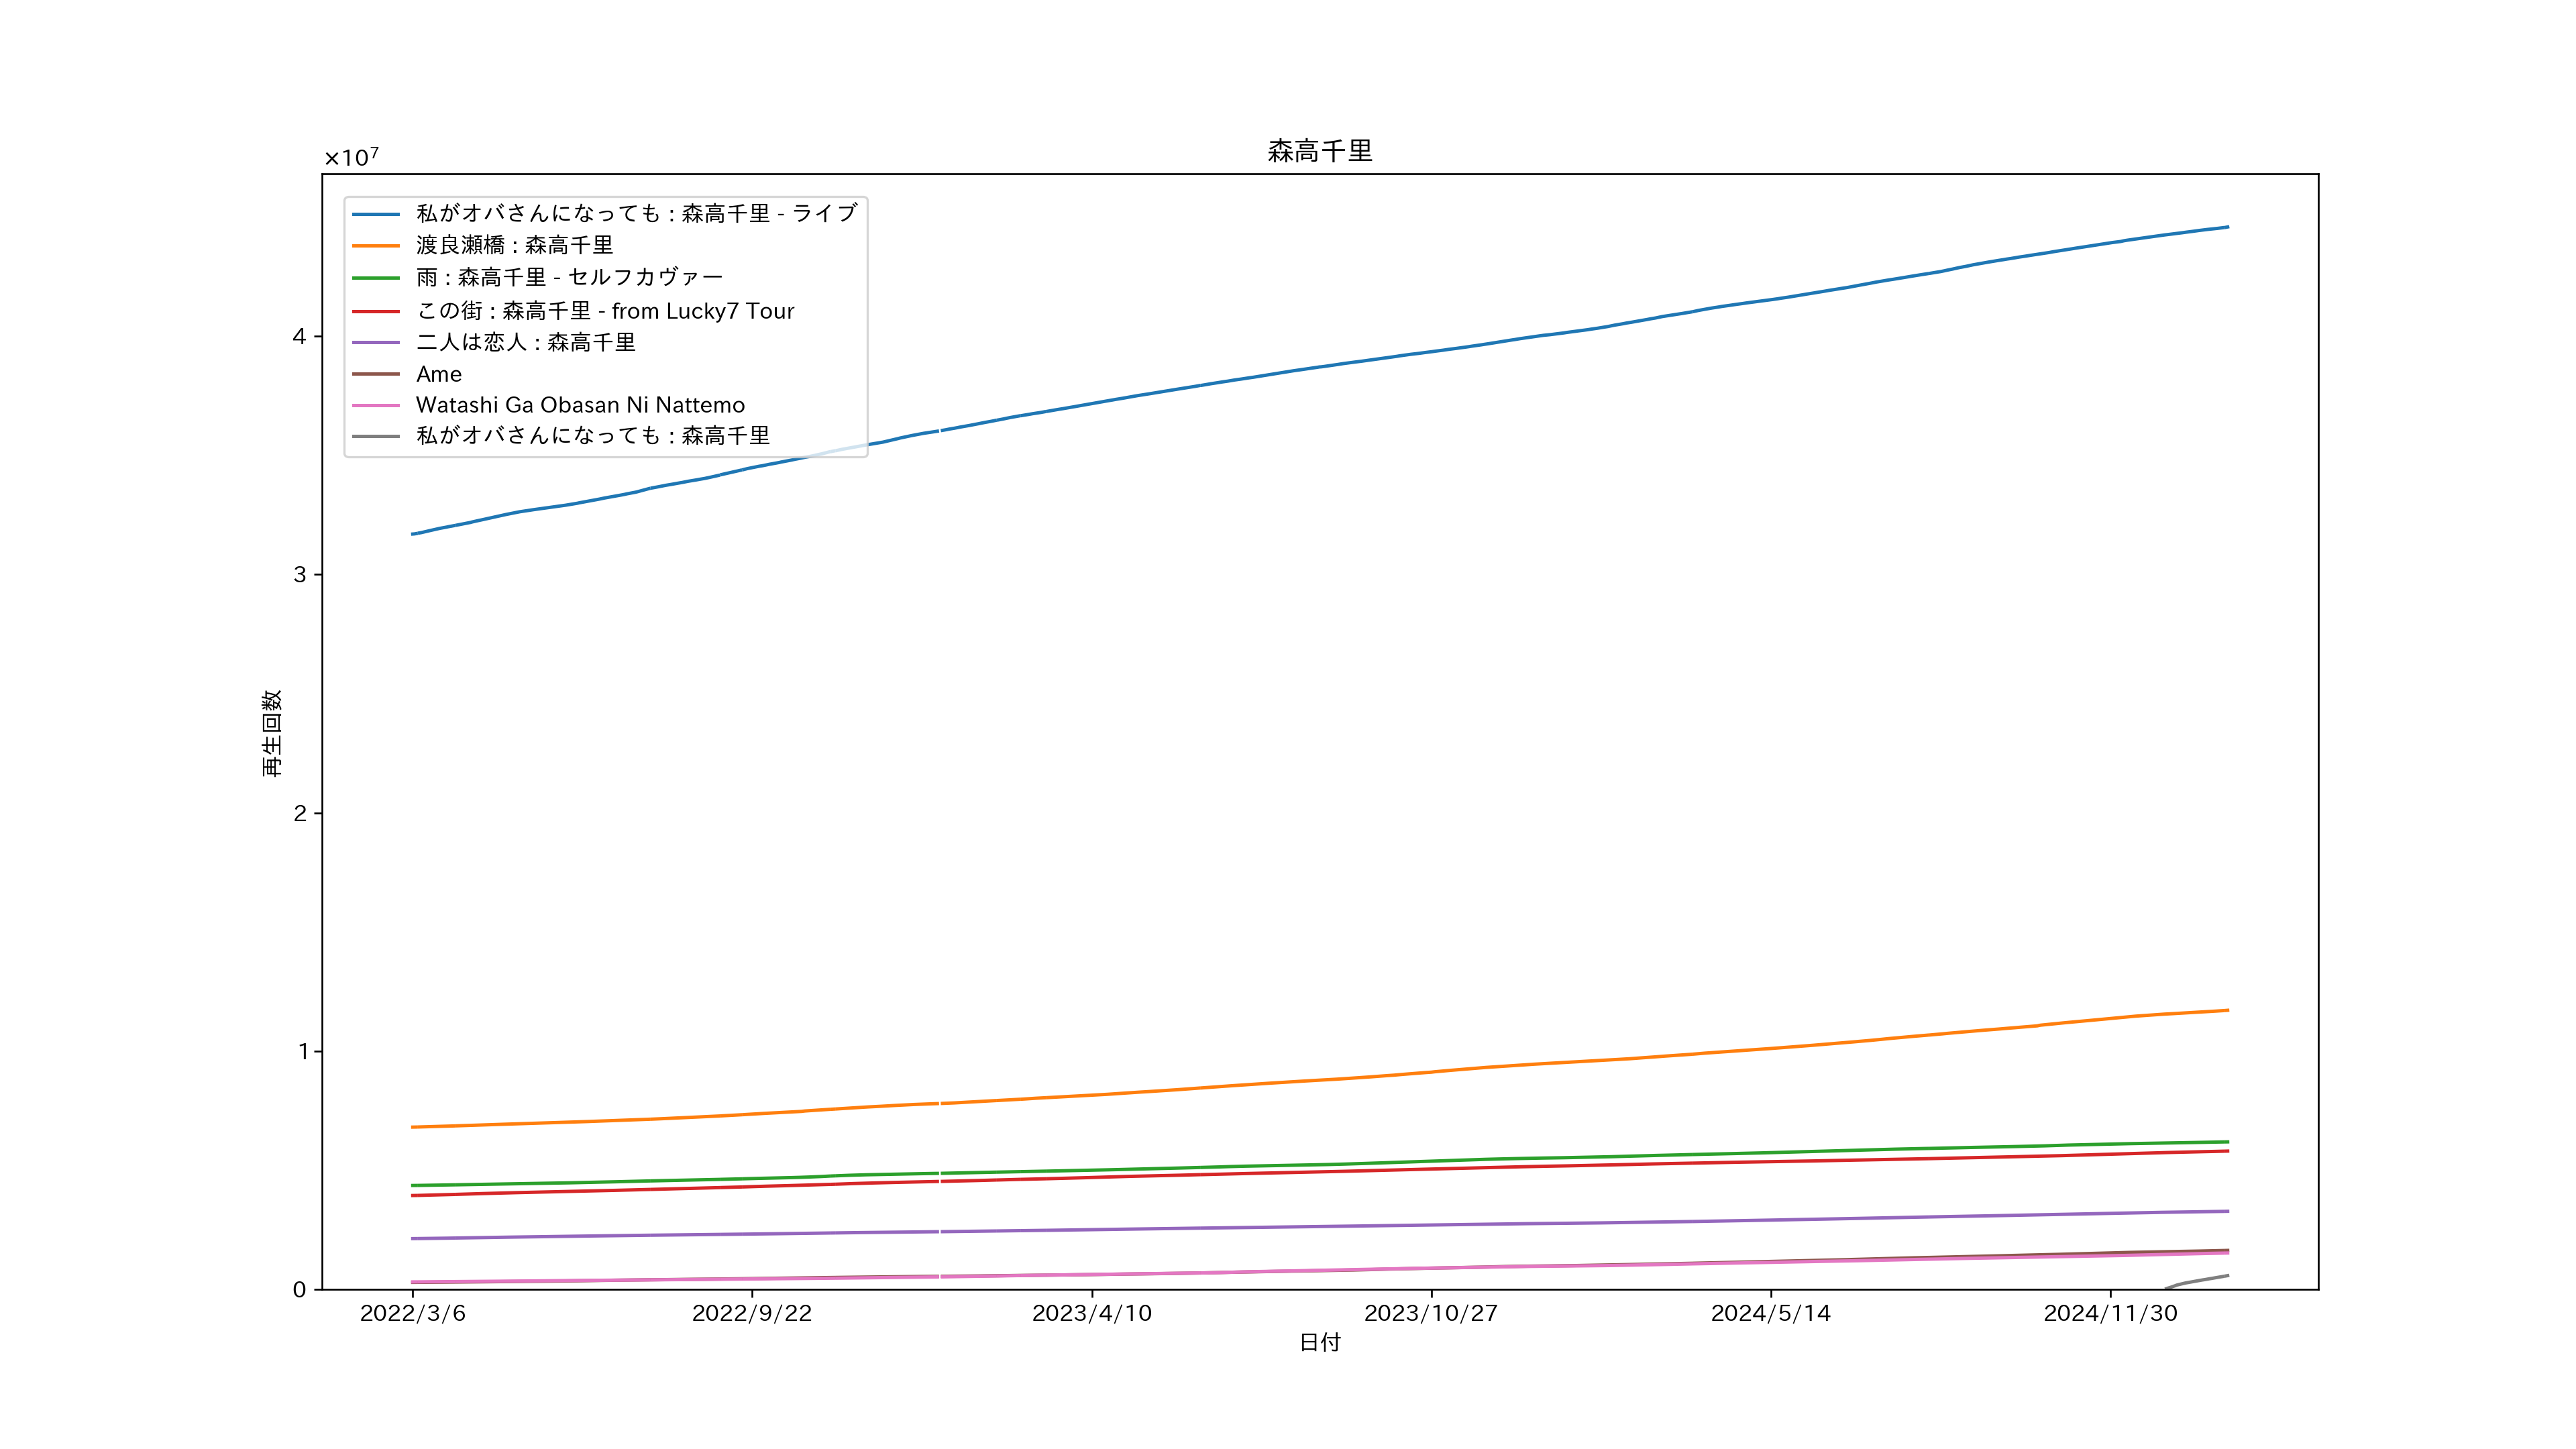 森高千里
×10⁷
私がオバさんになっても : 森高千里 - ライブ
渡良瀬橋 : 森高千里
雨 : 森高千里 - セルフカヴァー
この街 : 森高千里 - from Lucky7 Tour
二人は恋人 : 森高千里
Ame
Watashi Ga Obasan Ni Nattemo
私がオバさんになっても : 森高千里
4
3
2
1
0
再生回数
2022/3/6 2022/9/22 2023/4/10 2023/10/27 2024/5/14 2024/11/30
日付